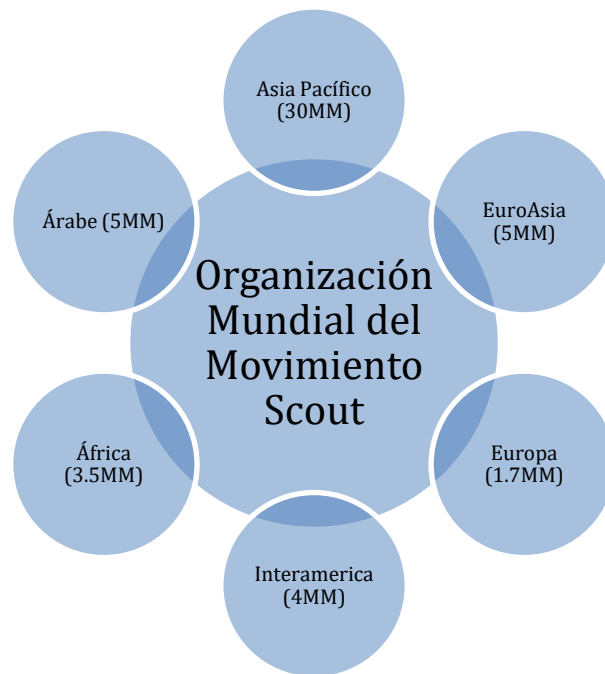 Asia Pacífico
(30MM)
Árabe (5MM)
EuroAsia
(5MM)
Organización
Mundial del
Movimiento
Scout
África
(3.5MM)
Europa
(1.7MM)
Interamerica
(4MM)